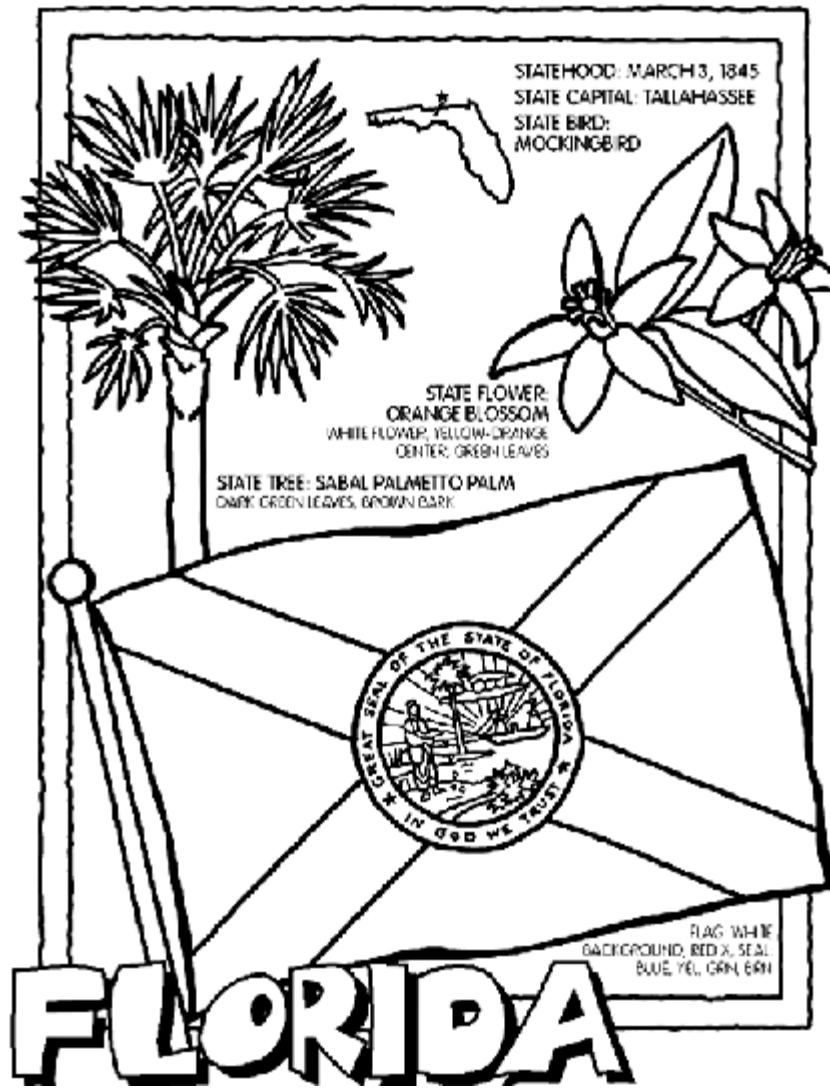 STATEHOOD: MARCH 3, 1845
STATE CAPITAL: TALLAHASSEE
STATE BIRD:
MOCKINGBIRD
STATE FLOWER:
ORANGE BLOSSOM
WHITE FLOWER, YELLOW-ORANGE
CENTER, GREEN LEAVES
STATE TREE: SABAL PALMETTO PALM
DARK GREEN LEAVES, BROWN BARK
GREAT SEAL OF THE STATE OF FLORIDA
IN GOD WE TRUST
FLAG: WHITE
BACKGROUND, RED X, SEAL:
BLUE, YEL, GRN, BRN
FLORIDA